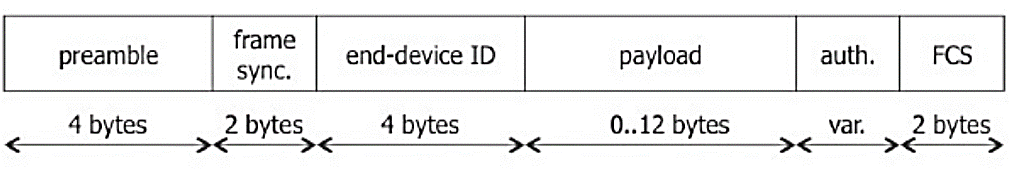 preamble
frame
sync.
end-device ID
payload
auth.
FCS
4 bytes
2 bytes
4 bytes
0..12 bytes
var.
2 bytes